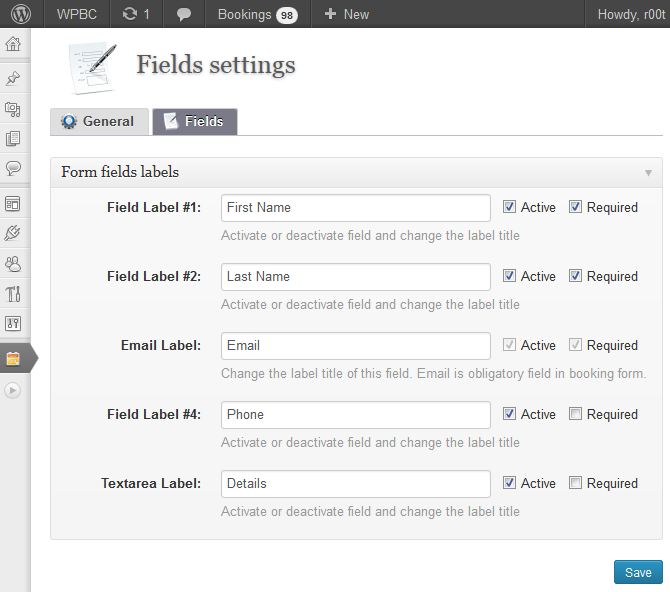 WPBC 1 Bookings 98 + New Howdy, r00t
Fields settings
General Fields
Form fields labels
Field Label #1: First Name Active Required
Activate or deactivate field and change the label title
Field Label #2: Last Name Active Required
Activate or deactivate field and change the label title
Email Label: Email Active Required
Change the label title of this field. Email is obligatory field in booking form.
Field Label #4: Phone Active Required
Activate or deactivate field and change the label title
Textarea Label: Details Active Required
Activate or deactivate field and change the label title
Save